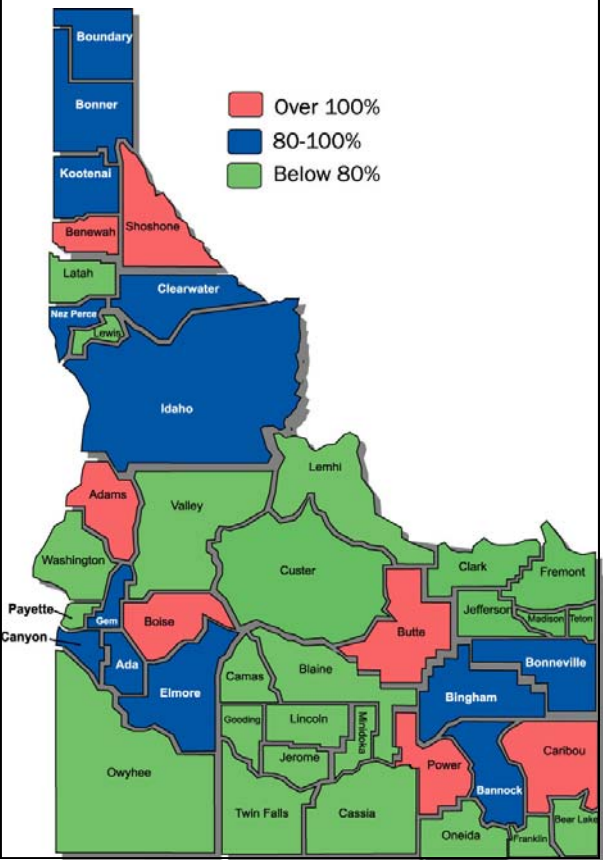 Boundary
Bonner
Over 100%
80-100%
Below 80%
Kootenai
Benewah
Shoshone
Latah
Clearwater
Nez Perce
Lewis
Idaho
Lemhi
Adams
Valley
Washington
Custer
Clark
Fremont
Payette
Gem
Boise
Butte
Jefferson
Madison
Teton
Canyon
Ada
Elmore
Camas
Blaine
Bingham
Bonneville
Gooding
Lincoln
Minidoka
Jerome
Owyhee
Power
Caribou
Bannock
Twin Falls
Cassia
Oneida
Franklin
Bear Lake